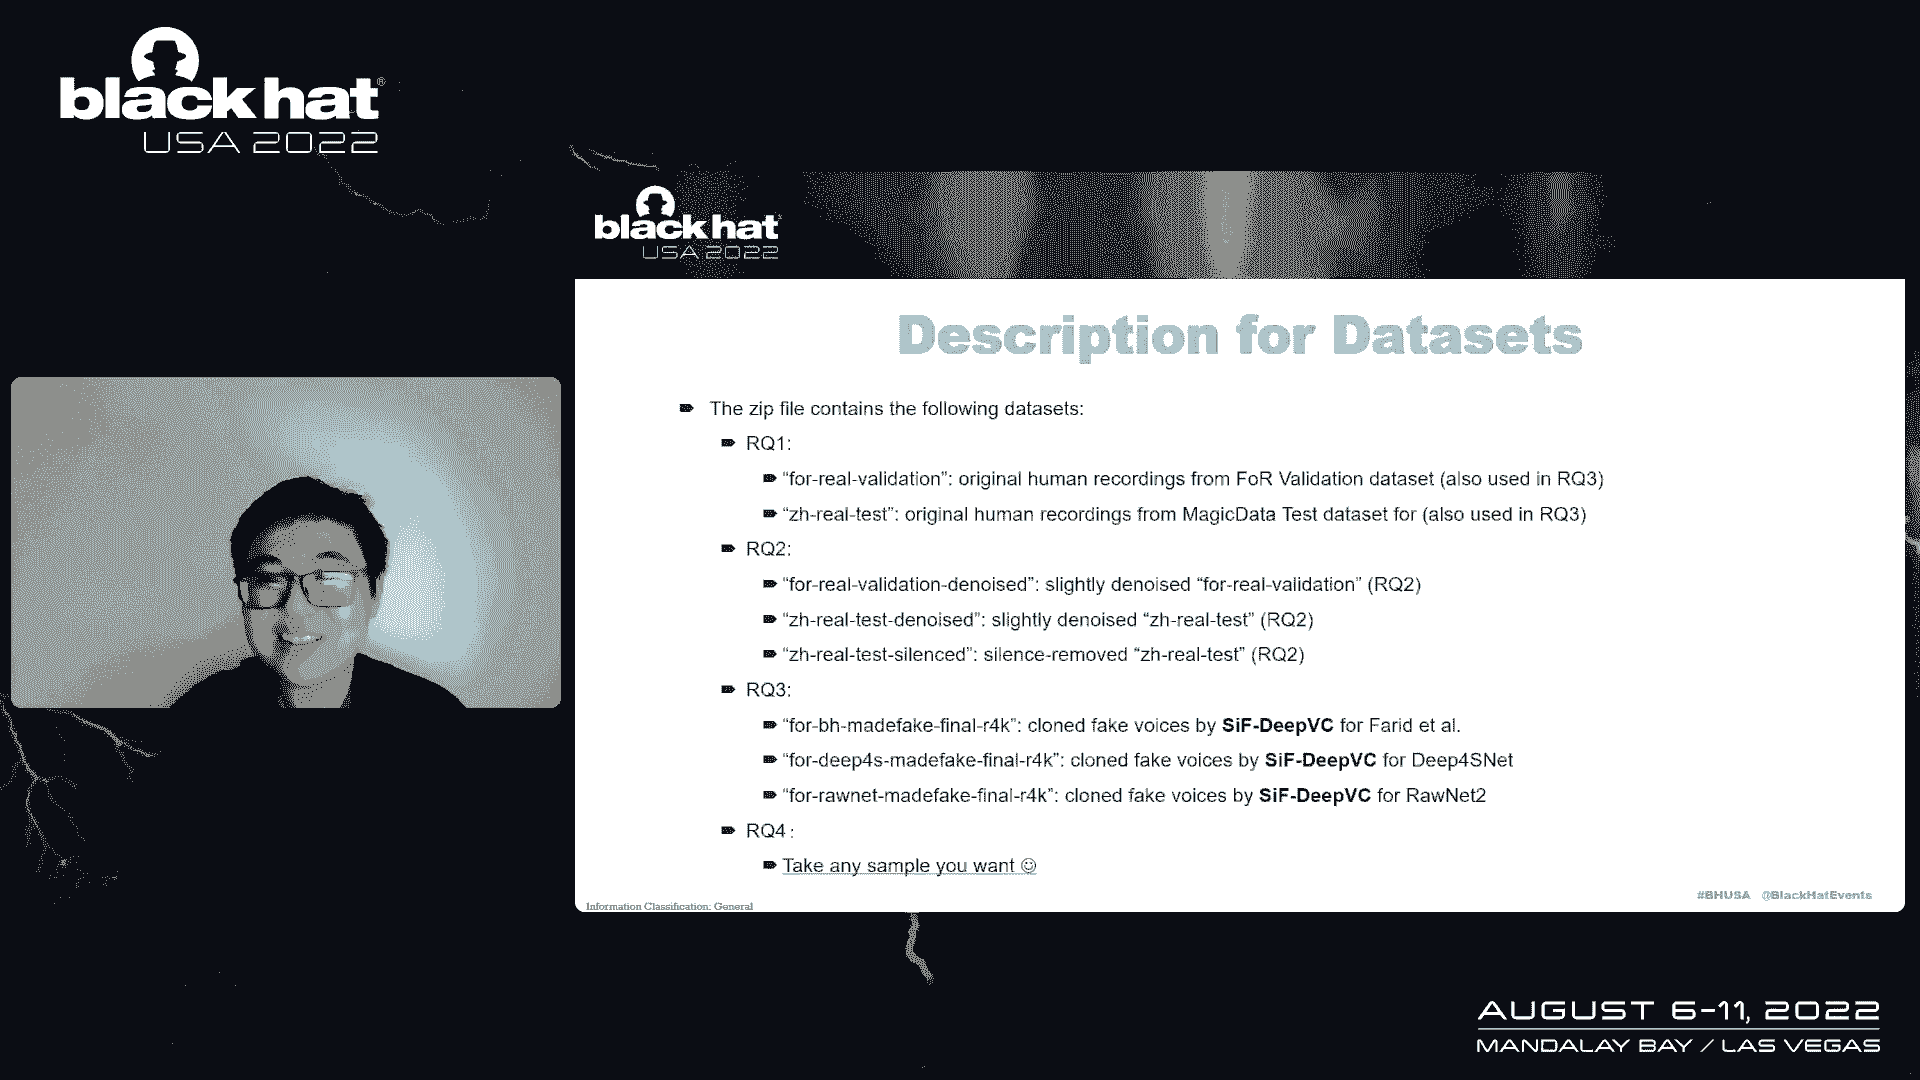 black hat®
USA 2022
black hat
USA 2022
Description for Datasets
The zip file contains the following datasets:
RQ1:
“for-real-validation”: original human recordings from FoR Validation dataset (also used in RQ3)
“zh-real-test”: original human recordings from MagicData Test dataset for (also used in RQ3)
RQ2:
“for-real-validation-denoised”: slightly denoised “for-real-validation” (RQ2)
“zh-real-test-denoised”: slightly denoised “zh-real-test” (RQ2)
“zh-real-test-silenced”: silence-removed “zh-real-test” (RQ2)
RQ3:
“for-bh-madefake-final-r4k”: cloned fake voices by SiF-DeepVC for Farid et al.
“for-deep4s-madefake-final-r4k”: cloned fake voices by SiF-DeepVC for Deep4SNet
“for-rawnet-madefake-final-r4k”: cloned fake voices by SiF-DeepVC for RawNet2
RQ4:
Take any sample you want ☺
#BHUSA @BlackHatEvents
Information Classification: General
AUGUST 6-11, 2022
MANDALAY BAY / LAS VEGAS